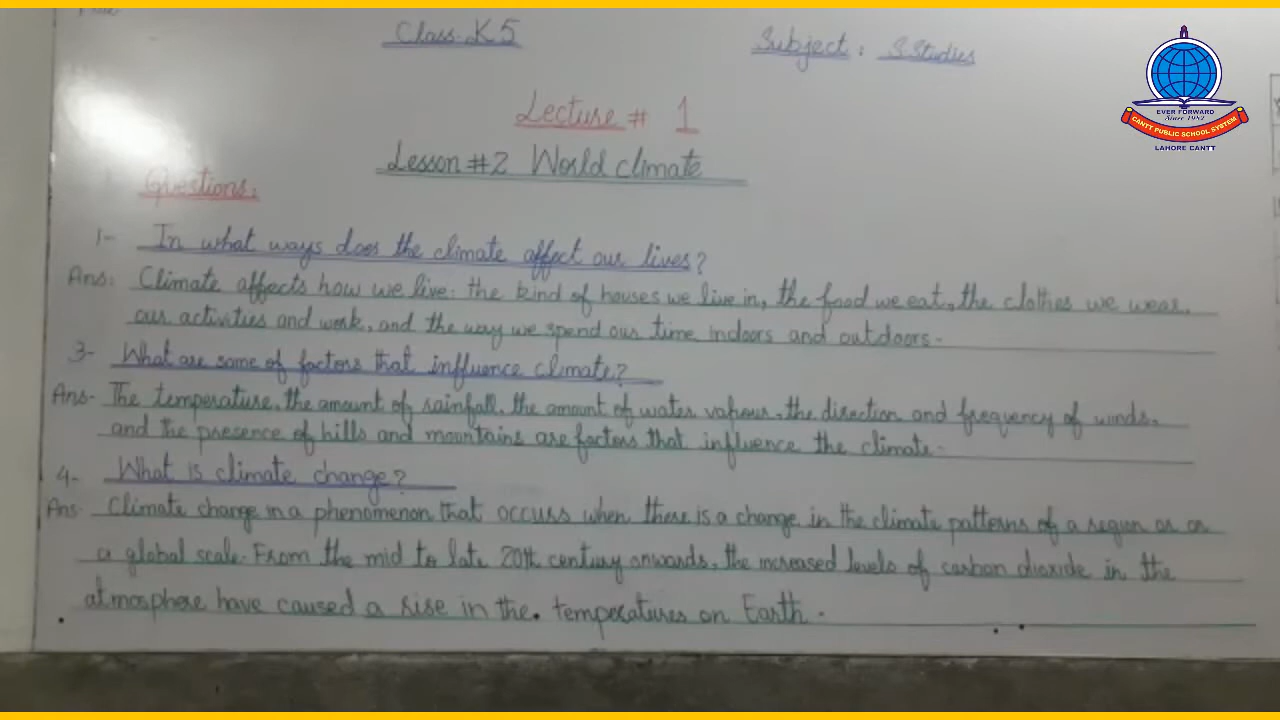 Class. K5
Subject : S.Studies
Lecture # 1
Lesson #2 World climate
Questions:
1- In what ways does the climate affect our lives?
Ans: Climate affects how we live: the kind of houses we live in, the food we eat, the clothes we wear,
our activities and work, and the way we spend our time indoors and outdoors.
3- What are some of factors that influence climate?
Ans- The temperature, the amount of rainfall, the amount of water vapour, the direction and frequency of winds,
and the presence of hills and mountains are factors that influence the climate.
4- What is climate change?
Ans- Climate change in a phenomenon that occurs when there is a change in the climate patterns of a region or on
a global scale. From the mid to late 20th century onwards, the increased levels of carbon dioxide in the
atmosphere have caused a rise in the temperatures on Earth.
EVER FORWARD
Since 1982
CANTT PUBLIC SCHOOL SYSTEM
LAHORE CANTT